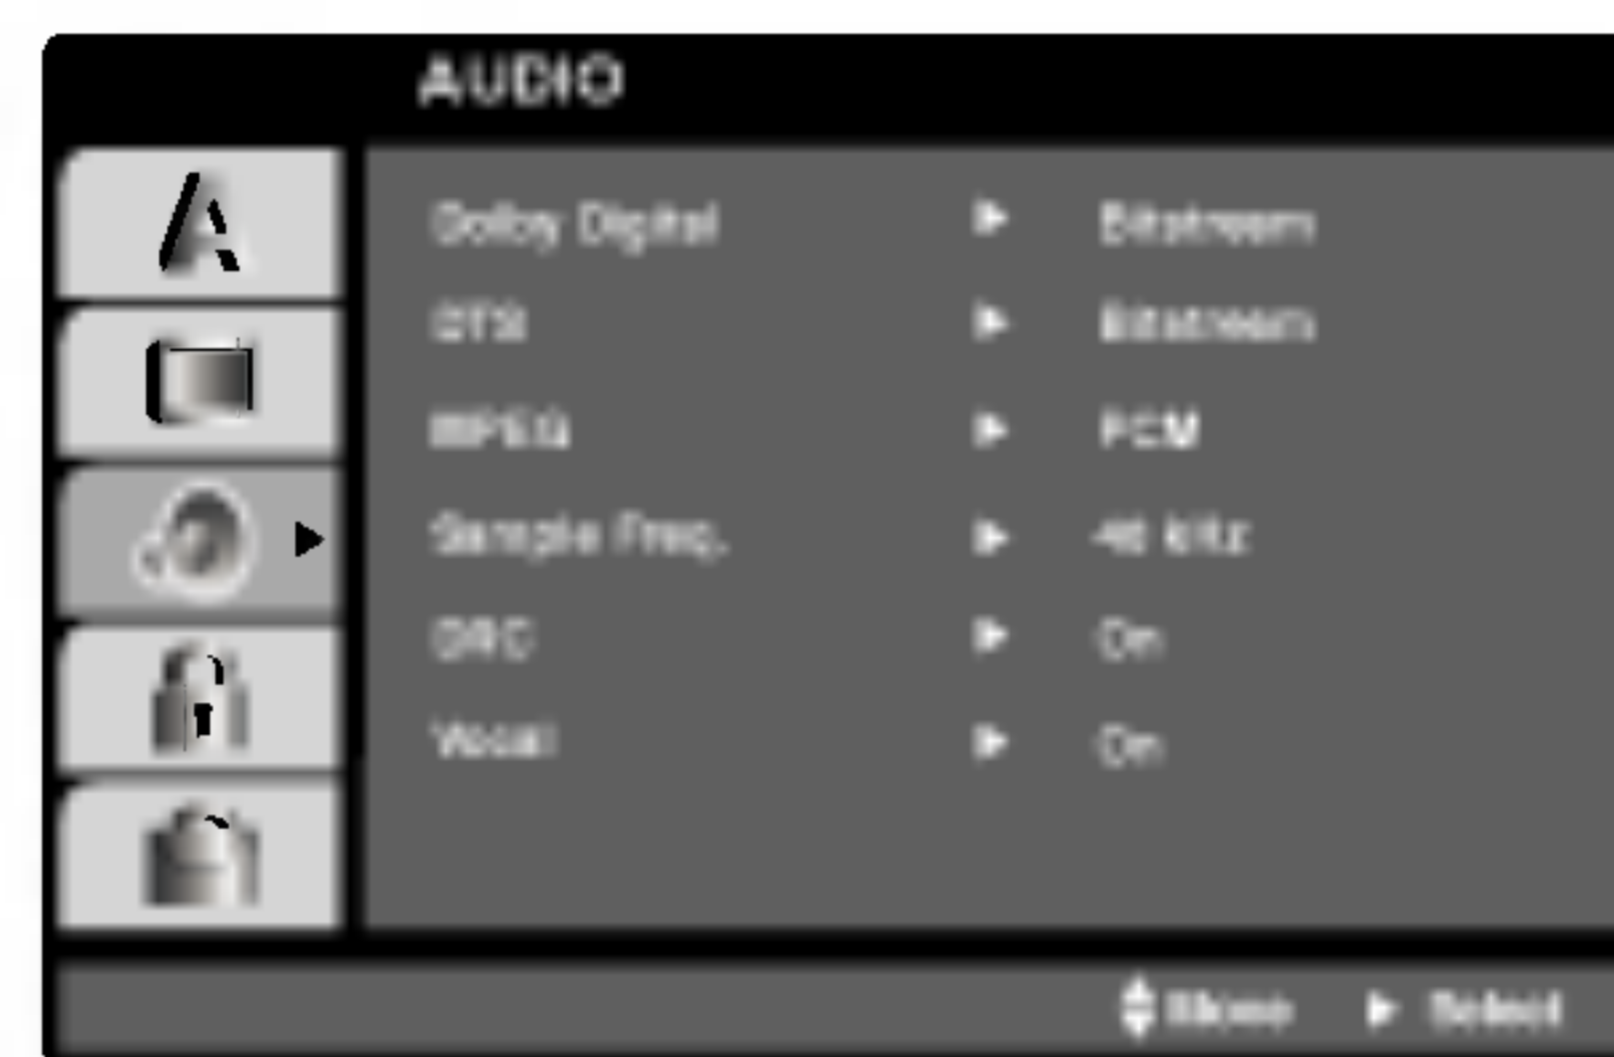 AUDIO
Dolby Digital ▶ Bitstream
DTS ▶ Bitstream
MPEG ▶ PCM
Sample Freq. ▶ 48 kHz
DRC ▶ On
Vocal ▶ On
Move ▶ Select